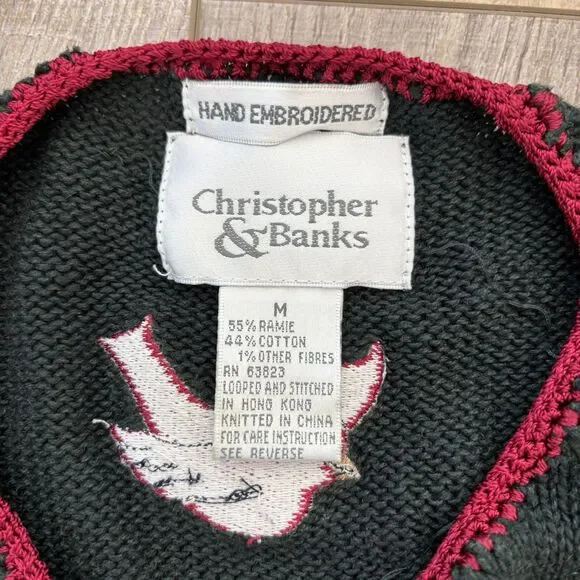 HAND EMBROIDERED
Christopher
& Banks
M
55% RAMIE
44% COTTON
1% OTHER FIBRES
RN 63823
LOOPED AND STITCHED
IN HONG KONG
KNITTED IN CHINA
FOR CARE INSTRUCTION
SEE REVERSE